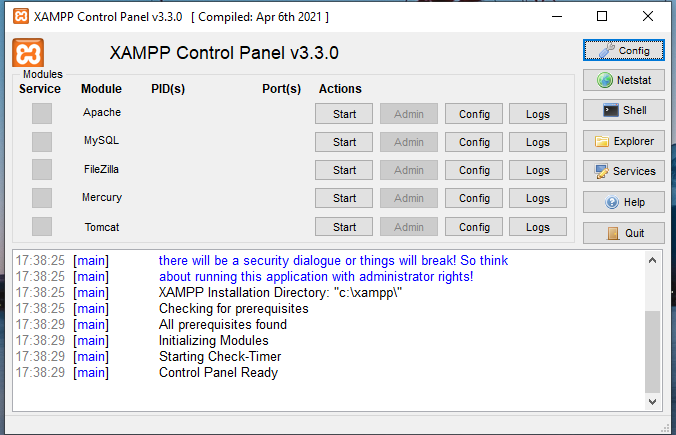 XAMPP Control Panel v3.3.0 [ Compiled: Apr 6th 2021 ]
XAMPP Control Panel v3.3.0
Config
Modules
Service Module PID(s) Port(s) Actions
Netstat
Apache Start Admin Config Logs
Shell
MySQL Start Admin Config Logs
Explorer
FileZilla Start Admin Config Logs
Services
Mercury Start Admin Config Logs
Help
Tomcat Start Admin Config Logs
Quit
17:38:25 [main] there will be a security dialogue or things will break! So think
17:38:25 [main] about running this application with administrator rights!
17:38:25 [main] XAMPP Installation Directory: "c:\xampp\"
17:38:25 [main] Checking for prerequisites
17:38:29 [main] All prerequisites found
17:38:29 [main] Initializing Modules
17:38:29 [main] Starting Check-Timer
17:38:29 [main] Control Panel Ready